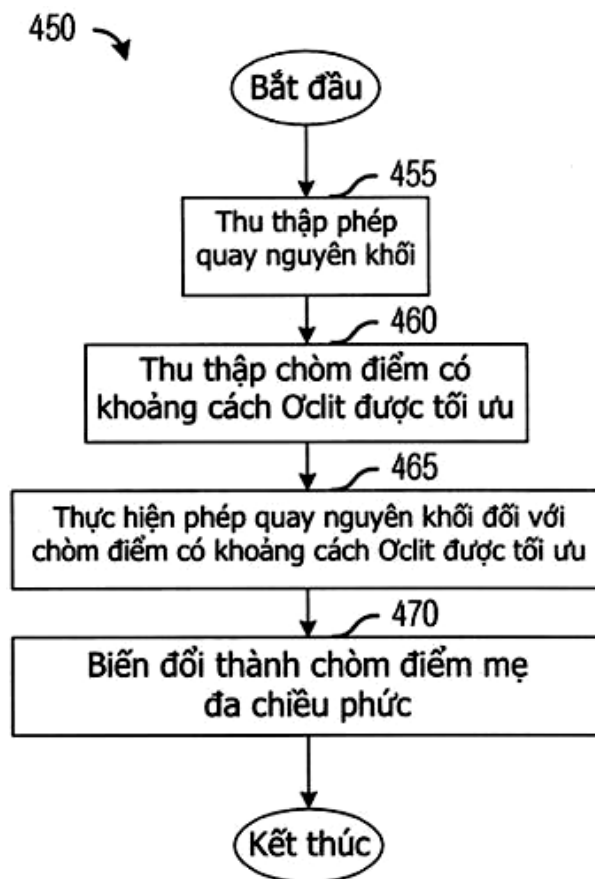 450
Bắt đầu
455
Thu thập phép
quay nguyên khối
460
Thu thập chòm điểm có
khoảng cách Ơclit được tối ưu
465
Thực hiện phép quay nguyên khối đối với
chòm điểm có khoảng cách Ơclit được tối ưu
470
Biến đổi thành chòm điểm mẹ
đa chiều phức
Kết thúc